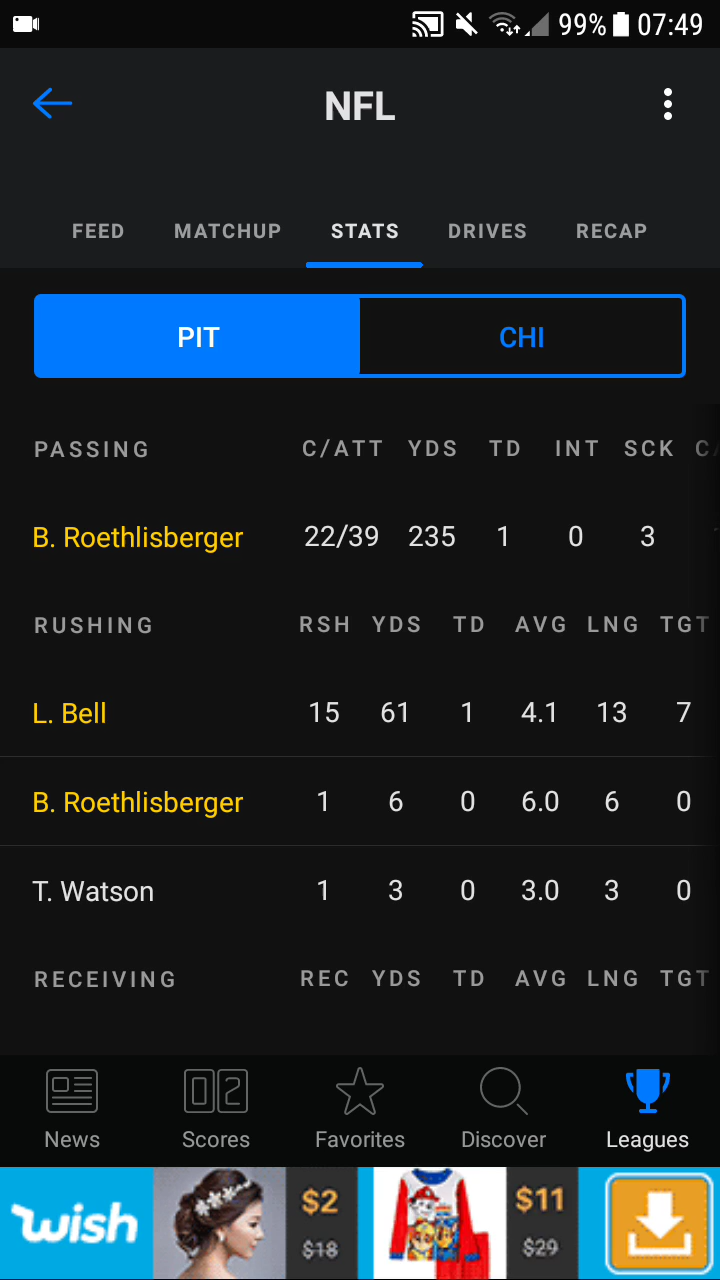 99% 07:49
NFL
FEED MATCHUP STATS DRIVES RECAP
PIT CHI
PASSING C/ATT YDS TD INT SCK
B. Roethlisberger 22/39 235 1 0 3
RUSHING RSH YDS TD AVG LNG TGT
L. Bell 15 61 1 4.1 13 7
B. Roethlisberger 1 6 0 6.0 6 0
T. Watson 1 3 0 3.0 3 0
RECEIVING REC YDS TD AVG LNG TGT
02
News Scores Favorites Discover Leagues
wish $2 $18 $11 $29